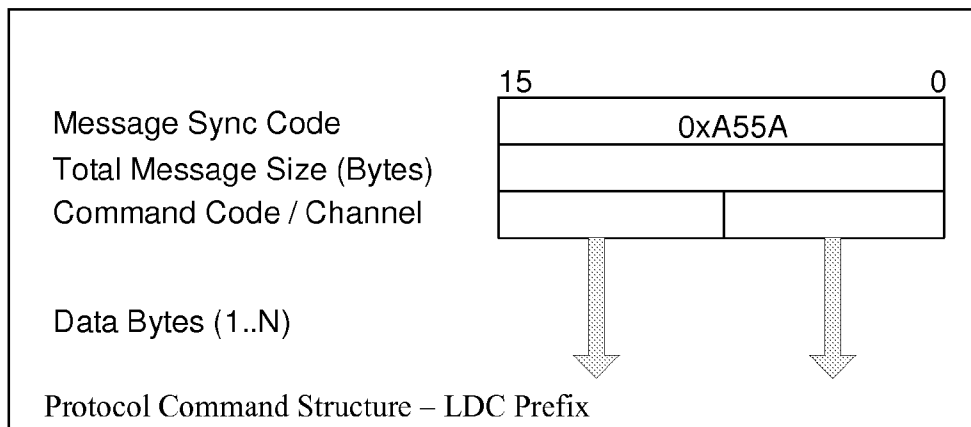 15 0
Message Sync Code 0xA55A
Total Message Size (Bytes)
Command Code / Channel
Data Bytes (1..N)
Protocol Command Structure – LDC Prefix